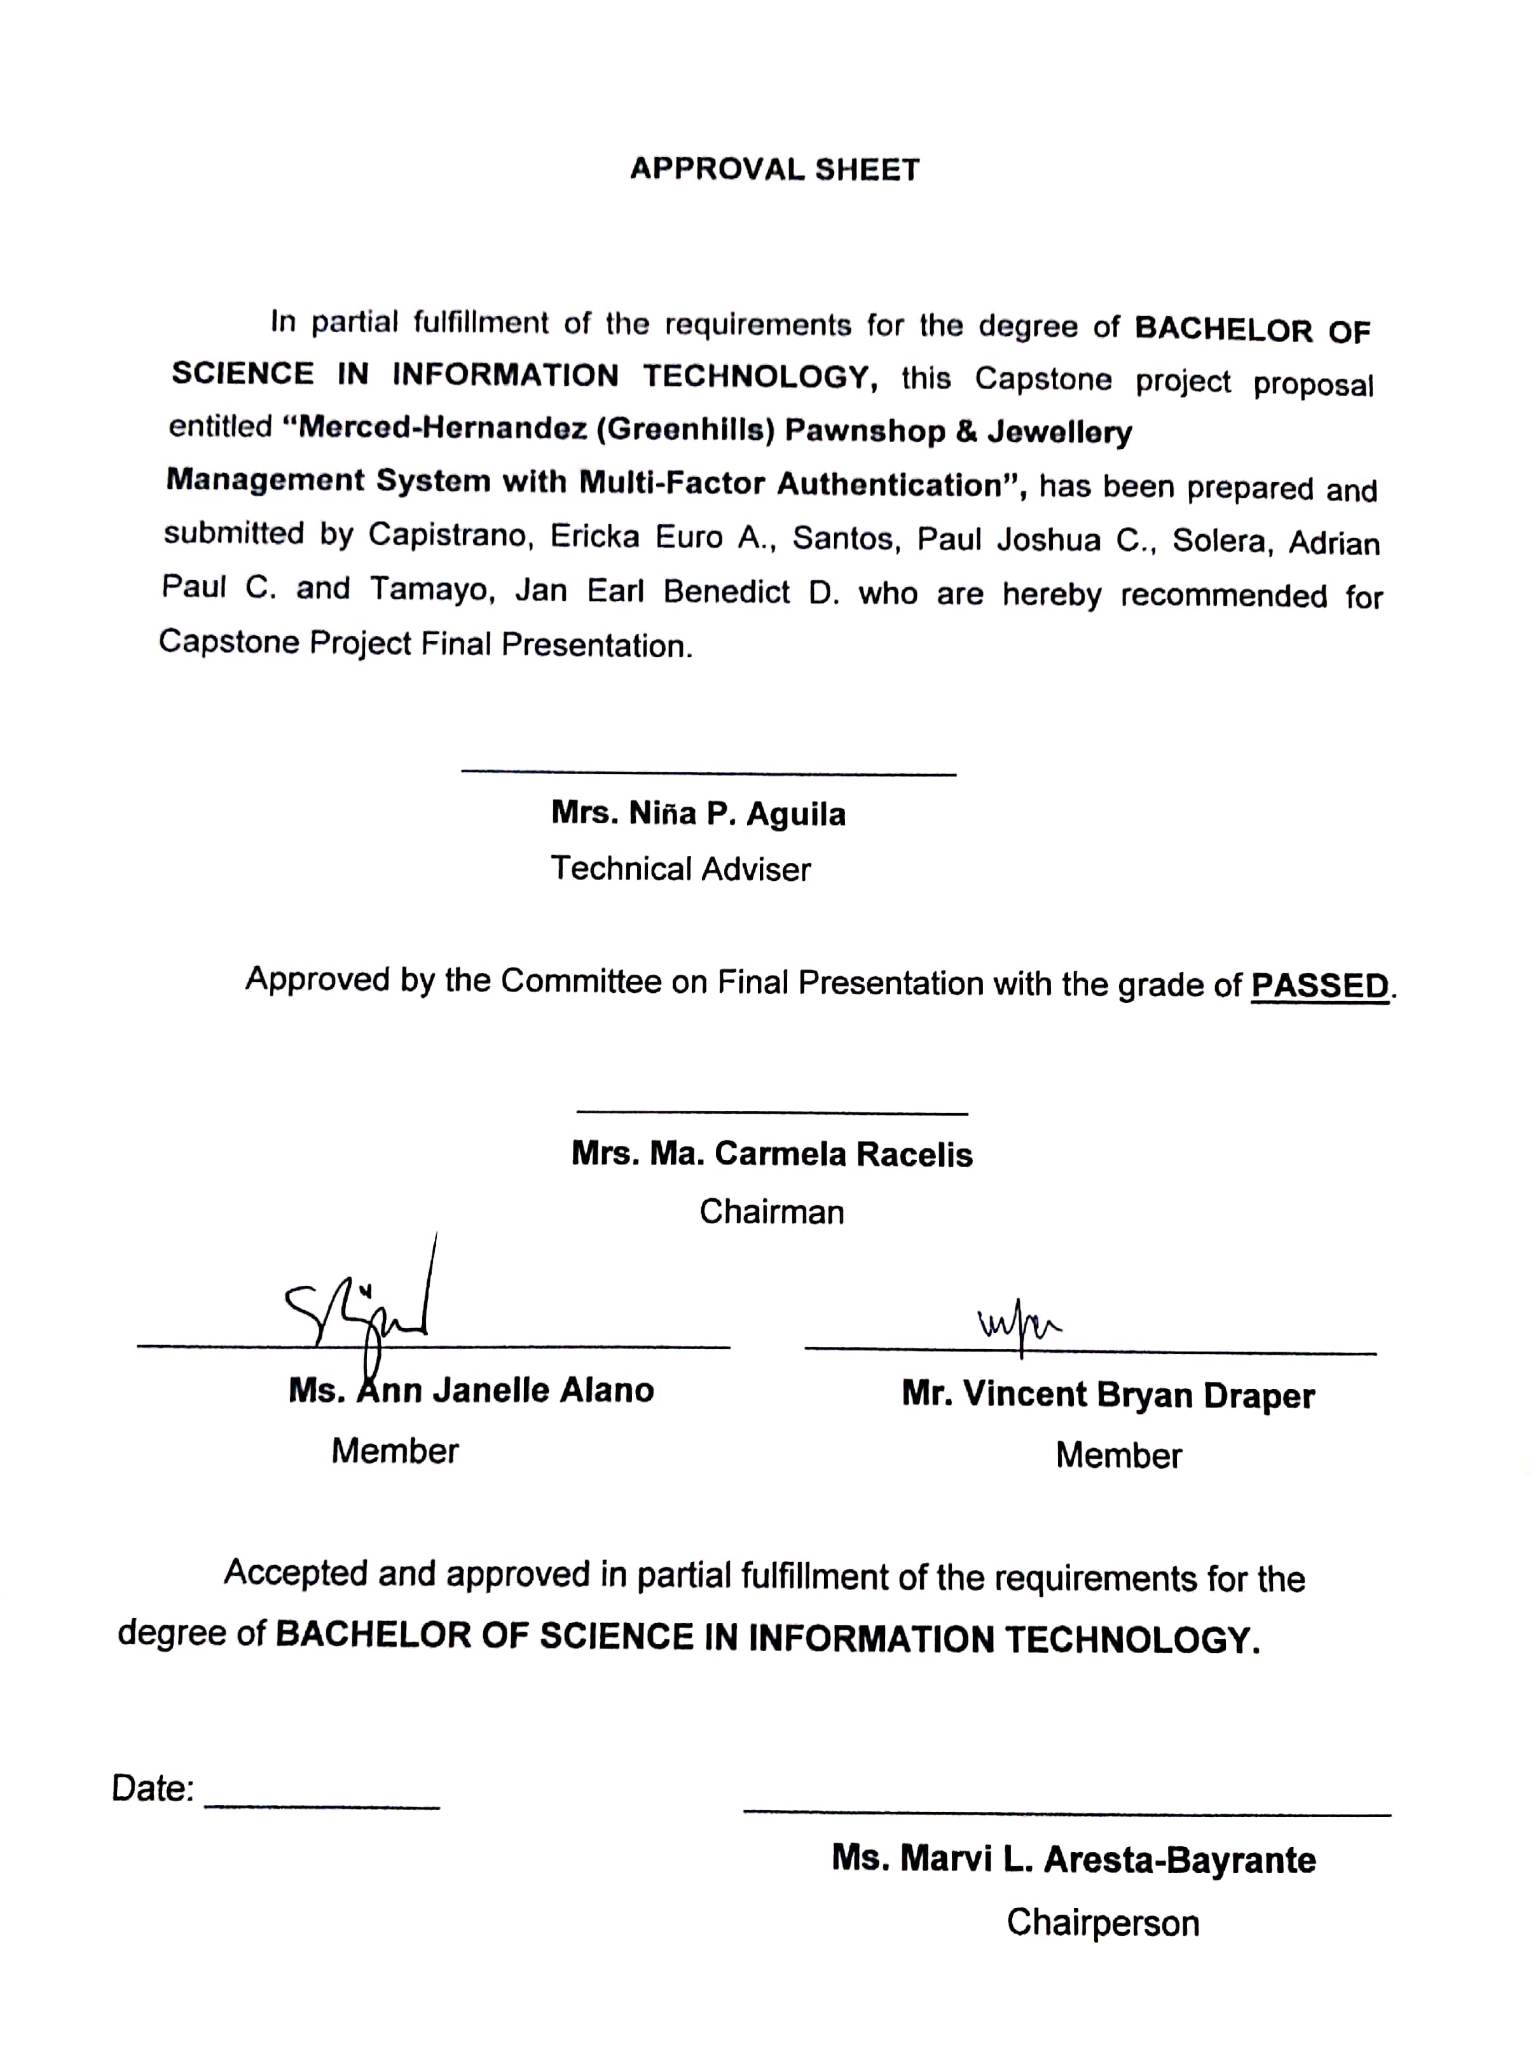 APPROVAL SHEET
In partial fulfillment of the requirements for the degree of BACHELOR OF
SCIENCE IN INFORMATION TECHNOLOGY, this Capstone project proposal
entitled “Merced-Hernandez (Greenhills) Pawnshop & Jewellery
Management System with Multi-Factor Authentication”, has been prepared and
submitted by Capistrano, Ericka Euro A., Santos, Paul Joshua C., Solera, Adrian
Paul C. and Tamayo, Jan Earl Benedict D. who are hereby recommended for
Capstone Project Final Presentation.
Mrs. Niña P. Aguila
Technical Adviser
Approved by the Committee on Final Presentation with the grade of PASSED.
Mrs. Ma. Carmela Racelis
Chairman
Ms. Ann Janelle Alano
Mr. Vincent Bryan Draper
Member
Member
Accepted and approved in partial fulfillment of the requirements for the
degree of BACHELOR OF SCIENCE IN INFORMATION TECHNOLOGY.
Date:
Ms. Marvi L. Aresta-Bayrante
Chairperson